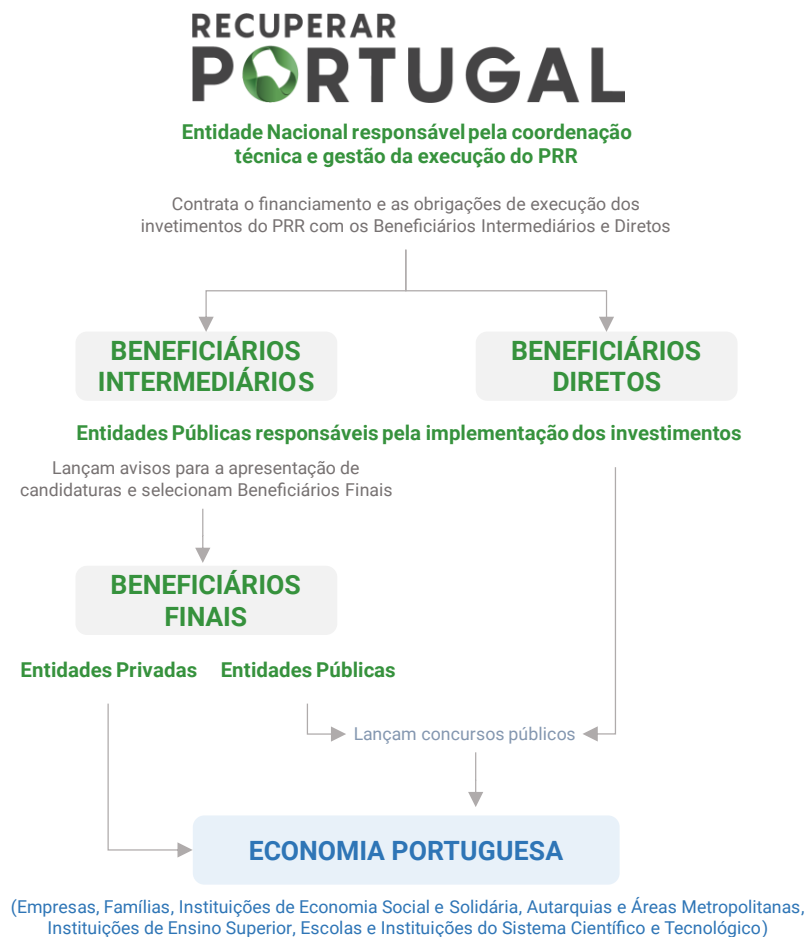 RECUPERAR
PORTUGAL
Entidade Nacional responsável pela coordenação
técnica e gestão da execução do PRR
Contrata o financiamento e as obrigações de execução dos
invetimentos do PRR com os Beneficiários Intermediários e Diretos
BENEFICIÁRIOS
INTERMEDIÁRIOS
BENEFICIÁRIOS
DIRETOS
Entidades Públicas responsáveis pela implementação dos investimentos
Lançam avisos para a apresentação de
candidaturas e selecionam Beneficiários Finais
BENEFICIÁRIOS
FINAIS
Entidades Privadas
Entidades Públicas
Lançam concursos públicos
ECONOMIA PORTUGUESA
(Empresas, Famílias, Instituições de Economia Social e Solidária, Autarquias e Áreas Metropolitanas,
Instituições de Ensino Superior, Escolas e Instituições do Sistema Científico e Tecnológico)